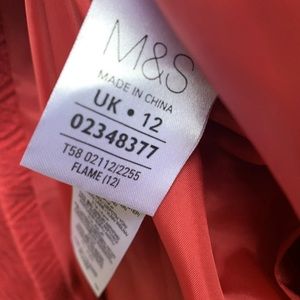 M&S
MADE IN CHINA
UK • 12
02348377
T58 02112/2255
FLAME (12)